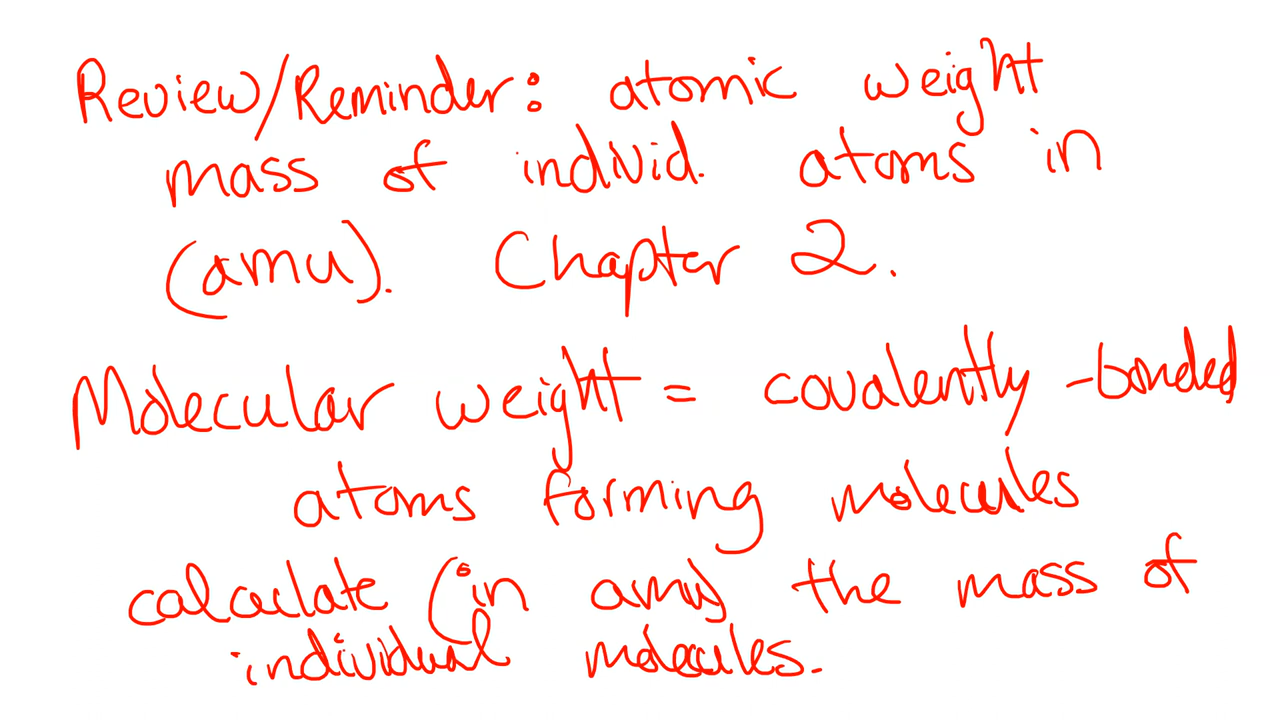 Review/Reminder: atomic weight
mass of individ. atoms in
(amu). Chapter 2.
Molecular weight = covalently-bonded
atoms forming molecules
calculate (in amu) the mass of
individual molecules.